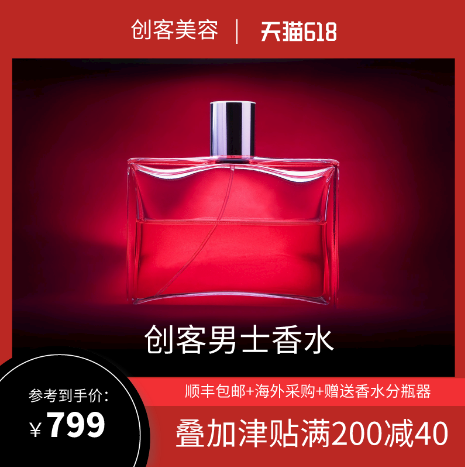 创客美容 | 天猫618
创客男士香水
顺丰包邮+海外采购+赠送香水分瓶器
参考到手价:
￥799
叠加津贴满200减40